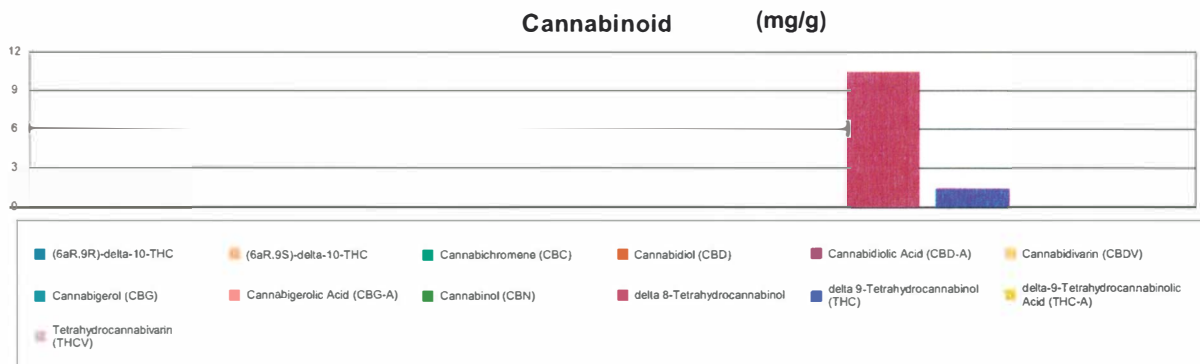 Cannabinoid (mg/g)
12
9
6
3
0
(6aR.9R)-delta-10-THC
(6aR.9S)-delta-10-THC
Cannabichromene (CBC)
Cannabidiol (CBD)
Cannabidiolic Acid (CBD-A)
Cannabidivarin (CBDV)
Cannabigerol (CBG)
Cannabigerolic Acid (CBG-A)
Cannabinol (CBN)
delta 8-Tetrahydrocannabinol
delta 9-Tetrahydrocannabinol
(THC)
delta-9-Tetrahydrocannabinolic
Acid (THC-A)
Tetrahydrocannabivarin
(THCV)